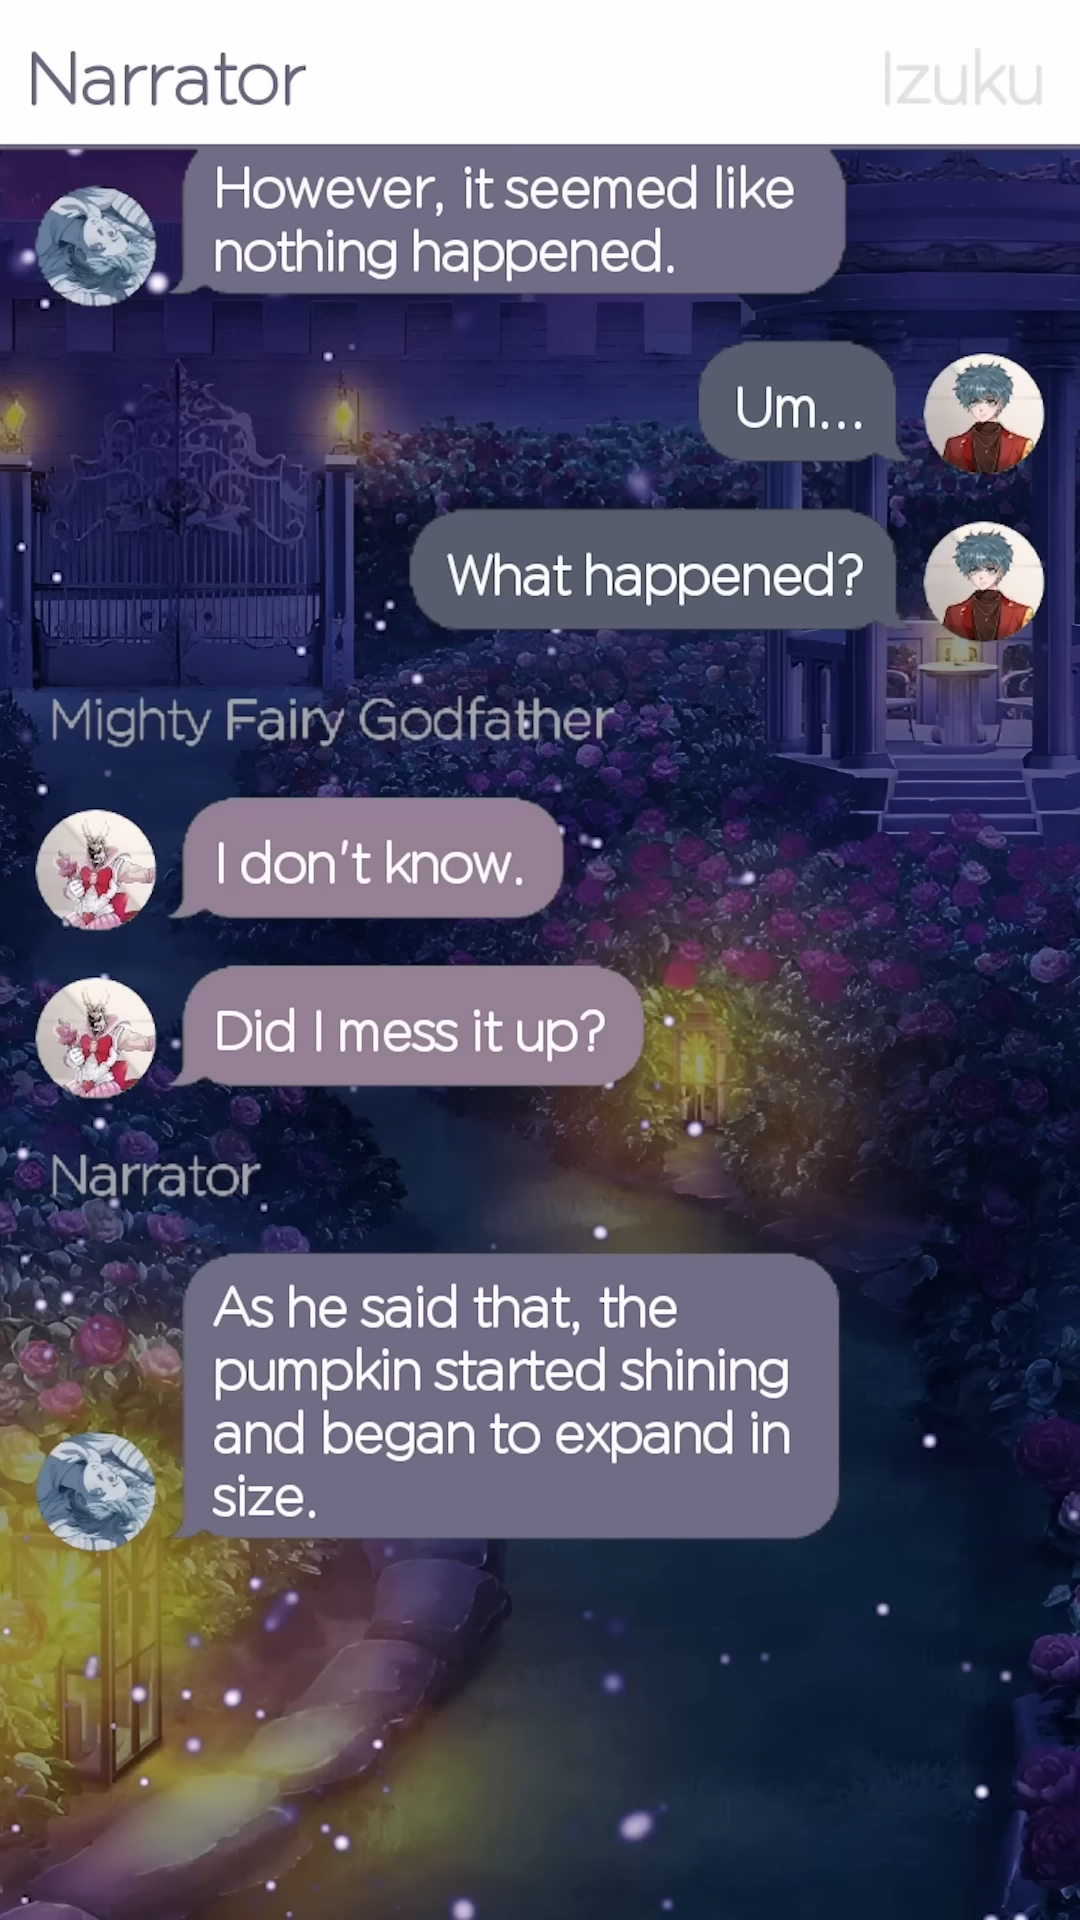 Narrator
Izuku
However, it seemed like
nothing happened.
Um...
What happened?
Mighty Fairy Godfather
I don't know.
Did I mess it up?
Narrator
As he said that, the
pumpkin started shining
and began to expand in
size.